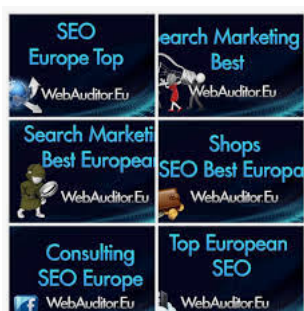 SEO
Europe Top
WebAuditor.Eu
earch Marketing
Best
WebAuditor.Eu
Search Marketi
Best European
WebAuditor.Eu
Shops
SEO Best Europa
WebAuditor.Eu
Consulting
SEO Europe
WebAuditor.Eu
Top European
SEO
WebAuditor.Eu